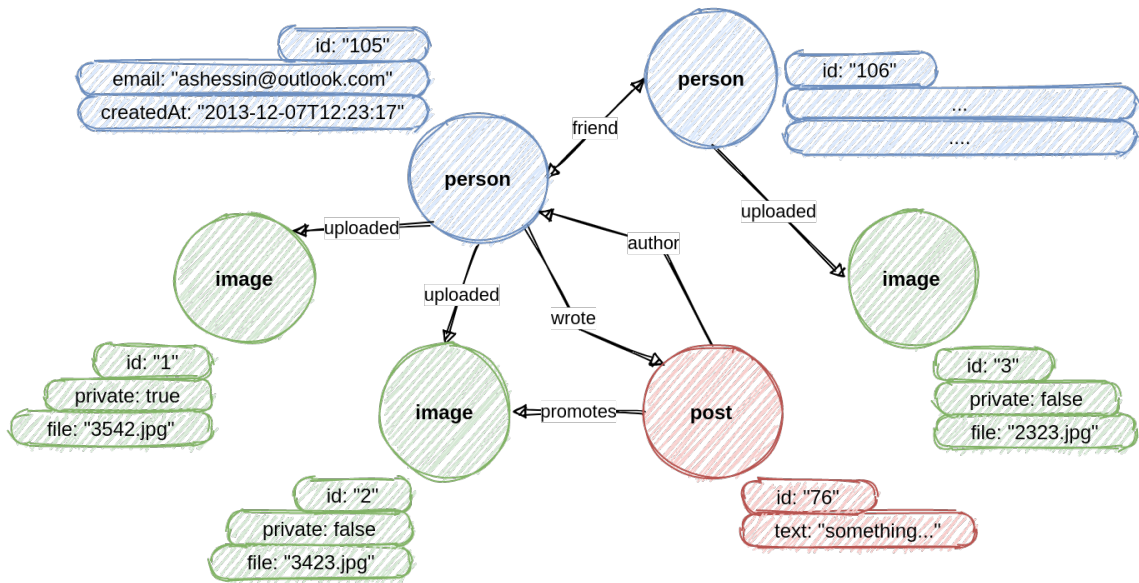 id: "105"
email: "ashessin@outlook.com"
createdAt: "2013-12-07T12:23:17"
person
id: "106"
...
....
friend
person
uploaded
uploaded
author
image
image
uploaded
wrote
id: "1"
private: true
file: "3542.jpg"
image
promotes
post
id: "3"
private: false
file: "2323.jpg"
id: "2"
private: false
file: "3423.jpg"
id: "76"
text: "something..."